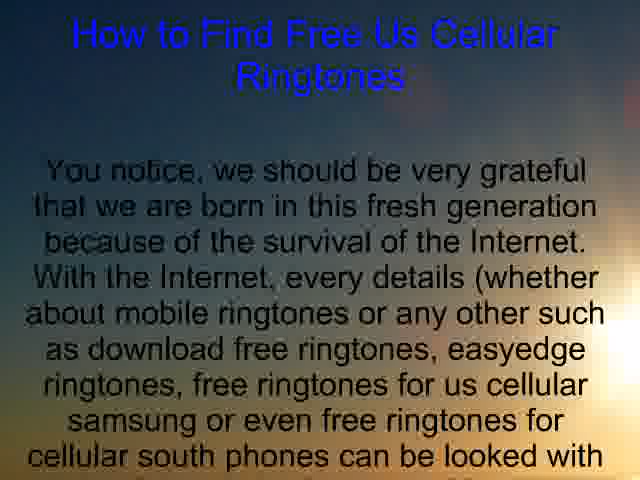 How to Find Free Us Cellular
Ringtones
You notice, we should be very grateful
that we are born in this fresh generation
because of the survival of the Internet.
With the Internet, every details (whether
about mobile ringtones or any other such
as download free ringtones, easyedge
ringtones, free ringtones for us cellular
samsung or even free ringtones for
cellular south phones can be looked with